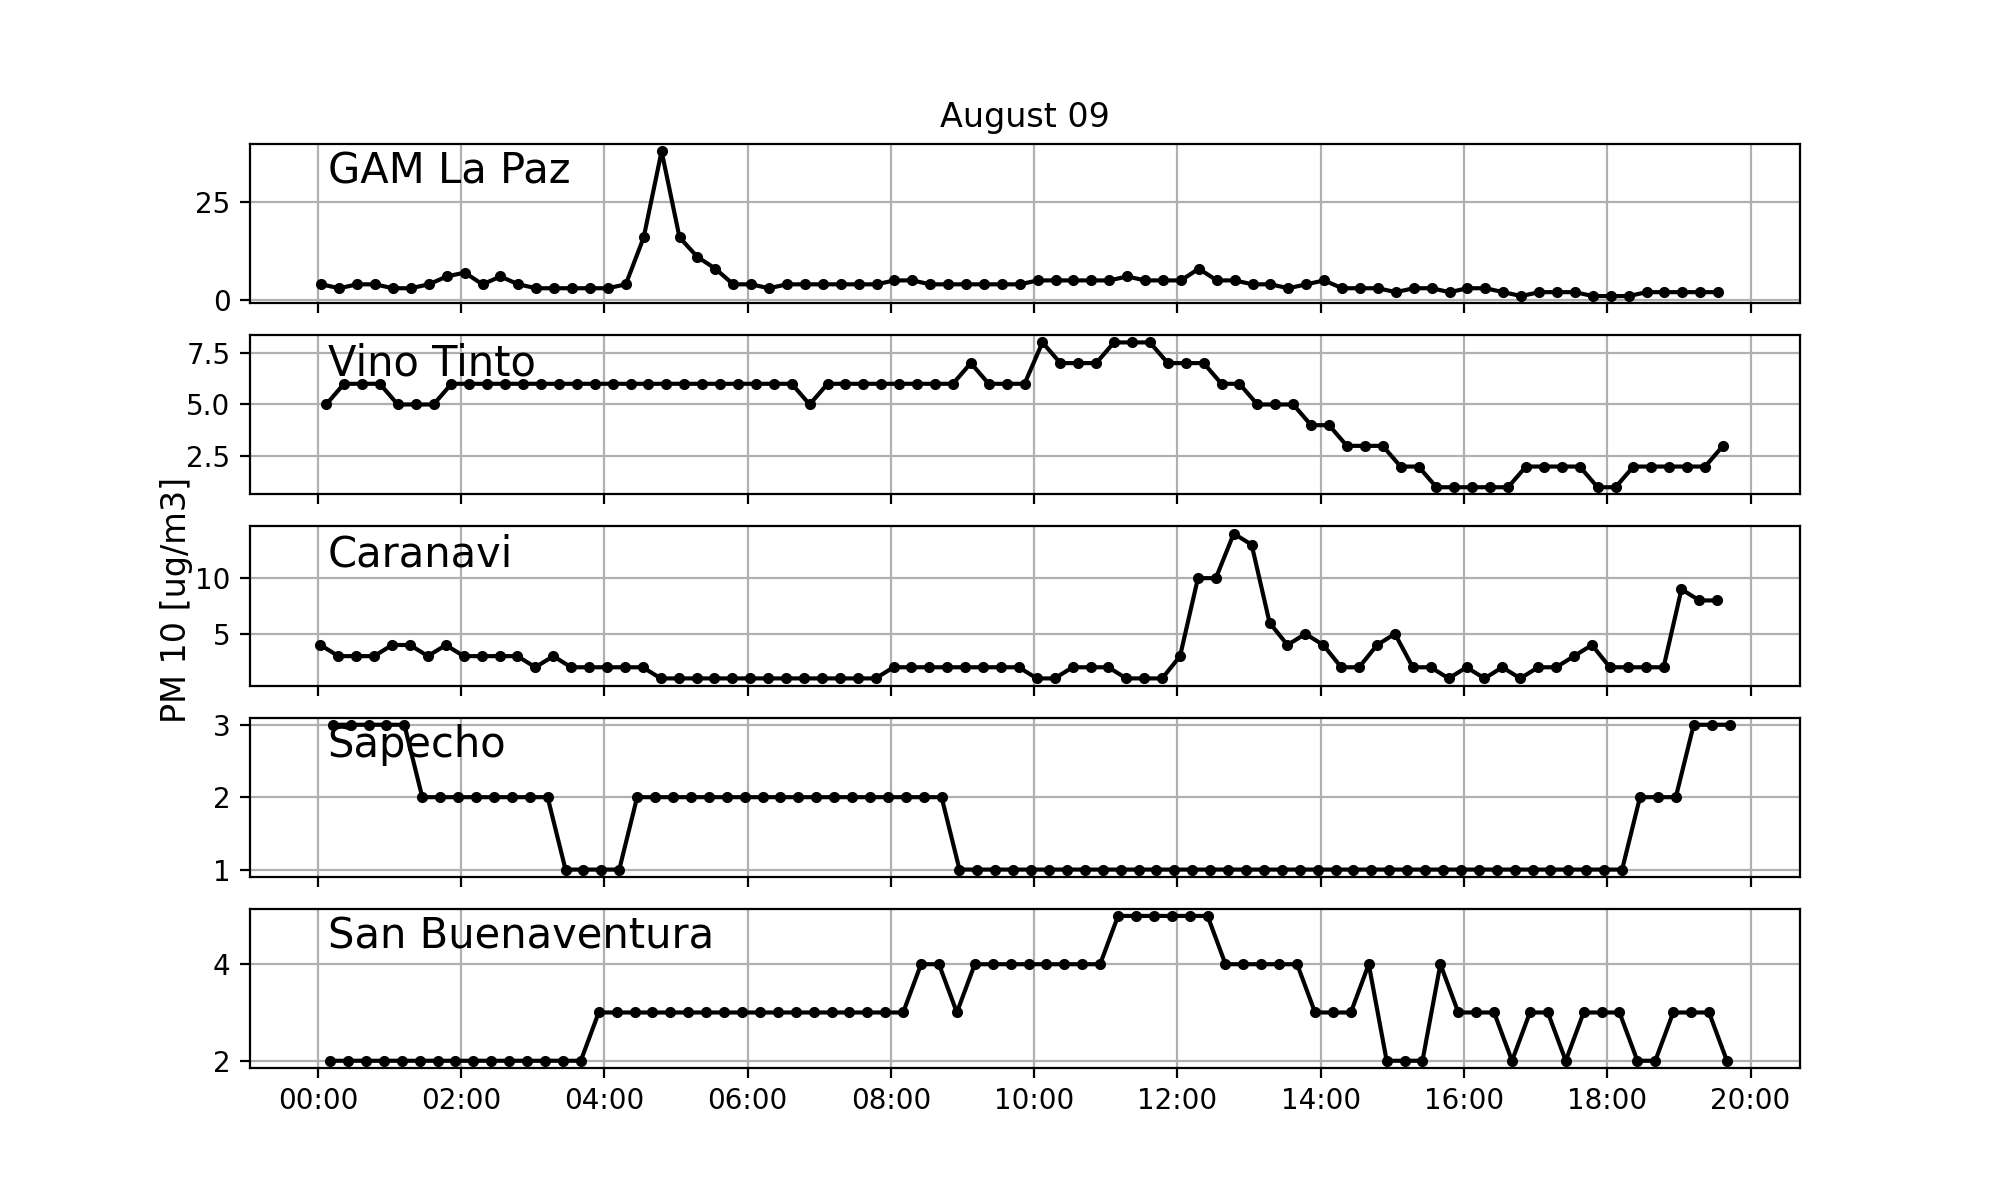 August 09
GAM La Paz
25
0
Vino Tinto
7.5
5.0
2.5
PM 10 [ug/m3]
Caranavi
10
5
Sapecho
3
2
1
San Buenaventura
4
2
00:00 02:00 04:00 06:00 08:00 10:00 12:00 14:00 16:00 18:00 20:00